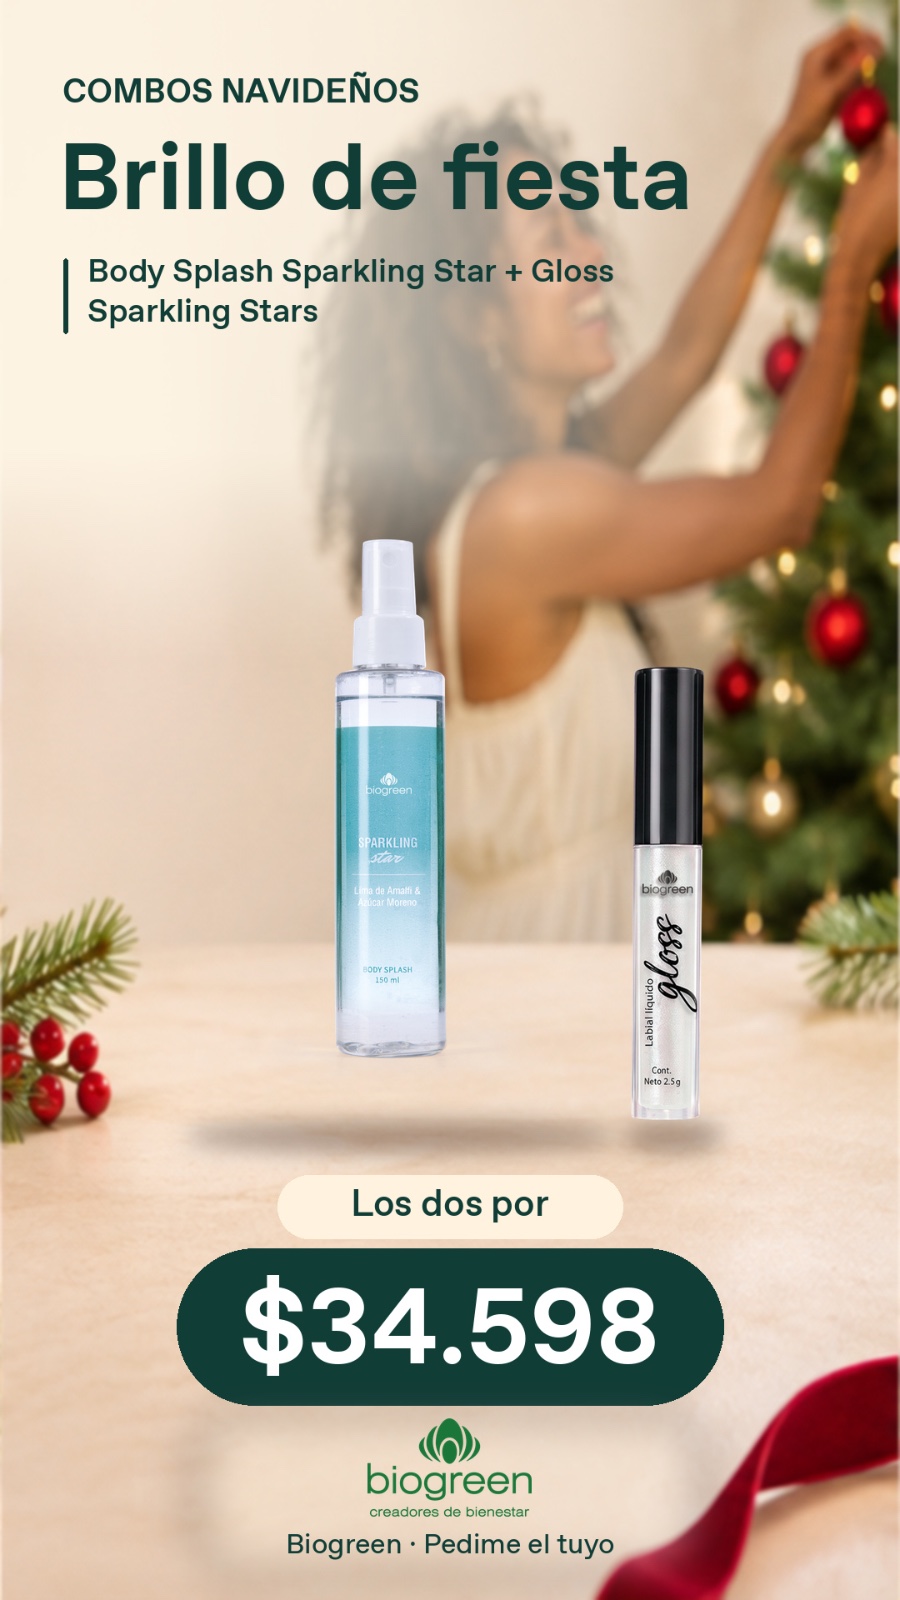 COMBOS NAVIDEÑOS
Brillo de fiesta
Body Splash Sparkling Star + Gloss
Sparkling Stars
biogreen
SPARKLING
star
Lima de Amalfi &
Azúcar Moreno
BODY SPLASH
150 ml
biogreen
Labial líquido
gloss
Cont.
Neto 2.5g
Los dos por
$34.598
biogreen
creadores de bienestar
Biogreen · Pedime el tuyo